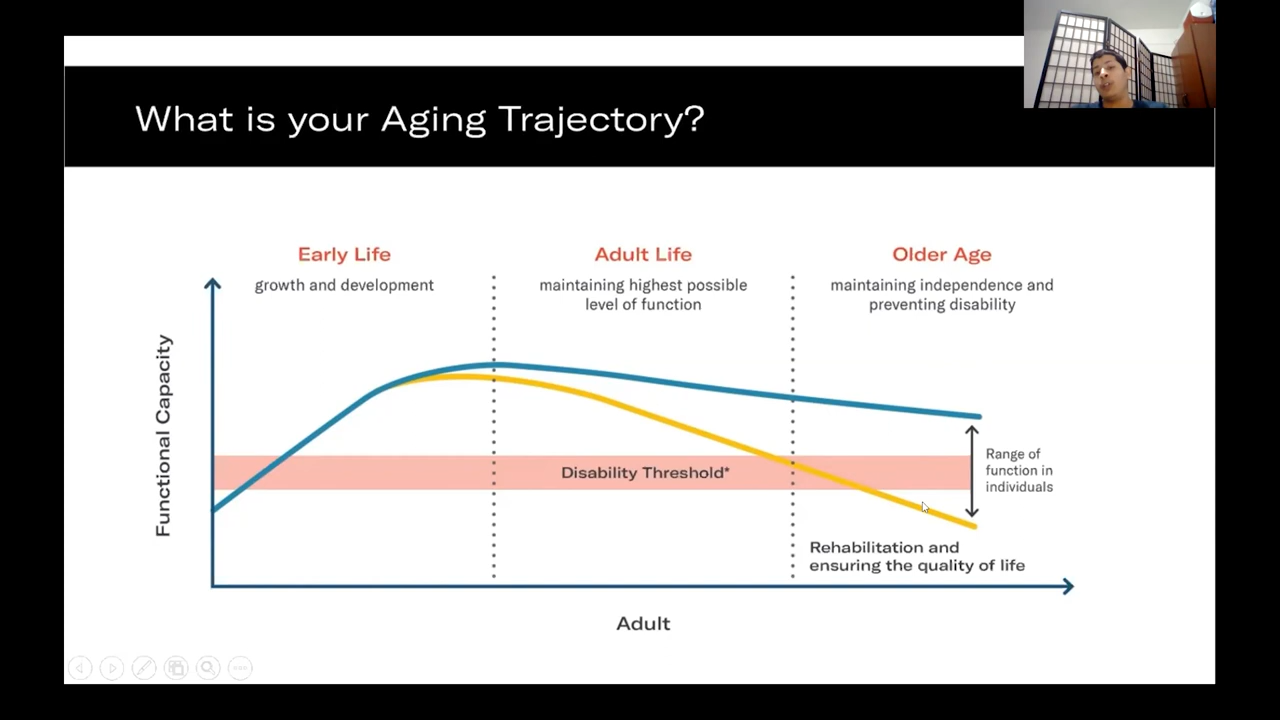 What is your Aging Trajectory?
Early Life
growth and development
Adult Life
maintaining highest possible
level of function
Older Age
maintaining independence and
preventing disability
Functional Capacity
Disability Threshold*
Range of
function in
individuals
Rehabilitation and
ensuring the quality of life
Adult